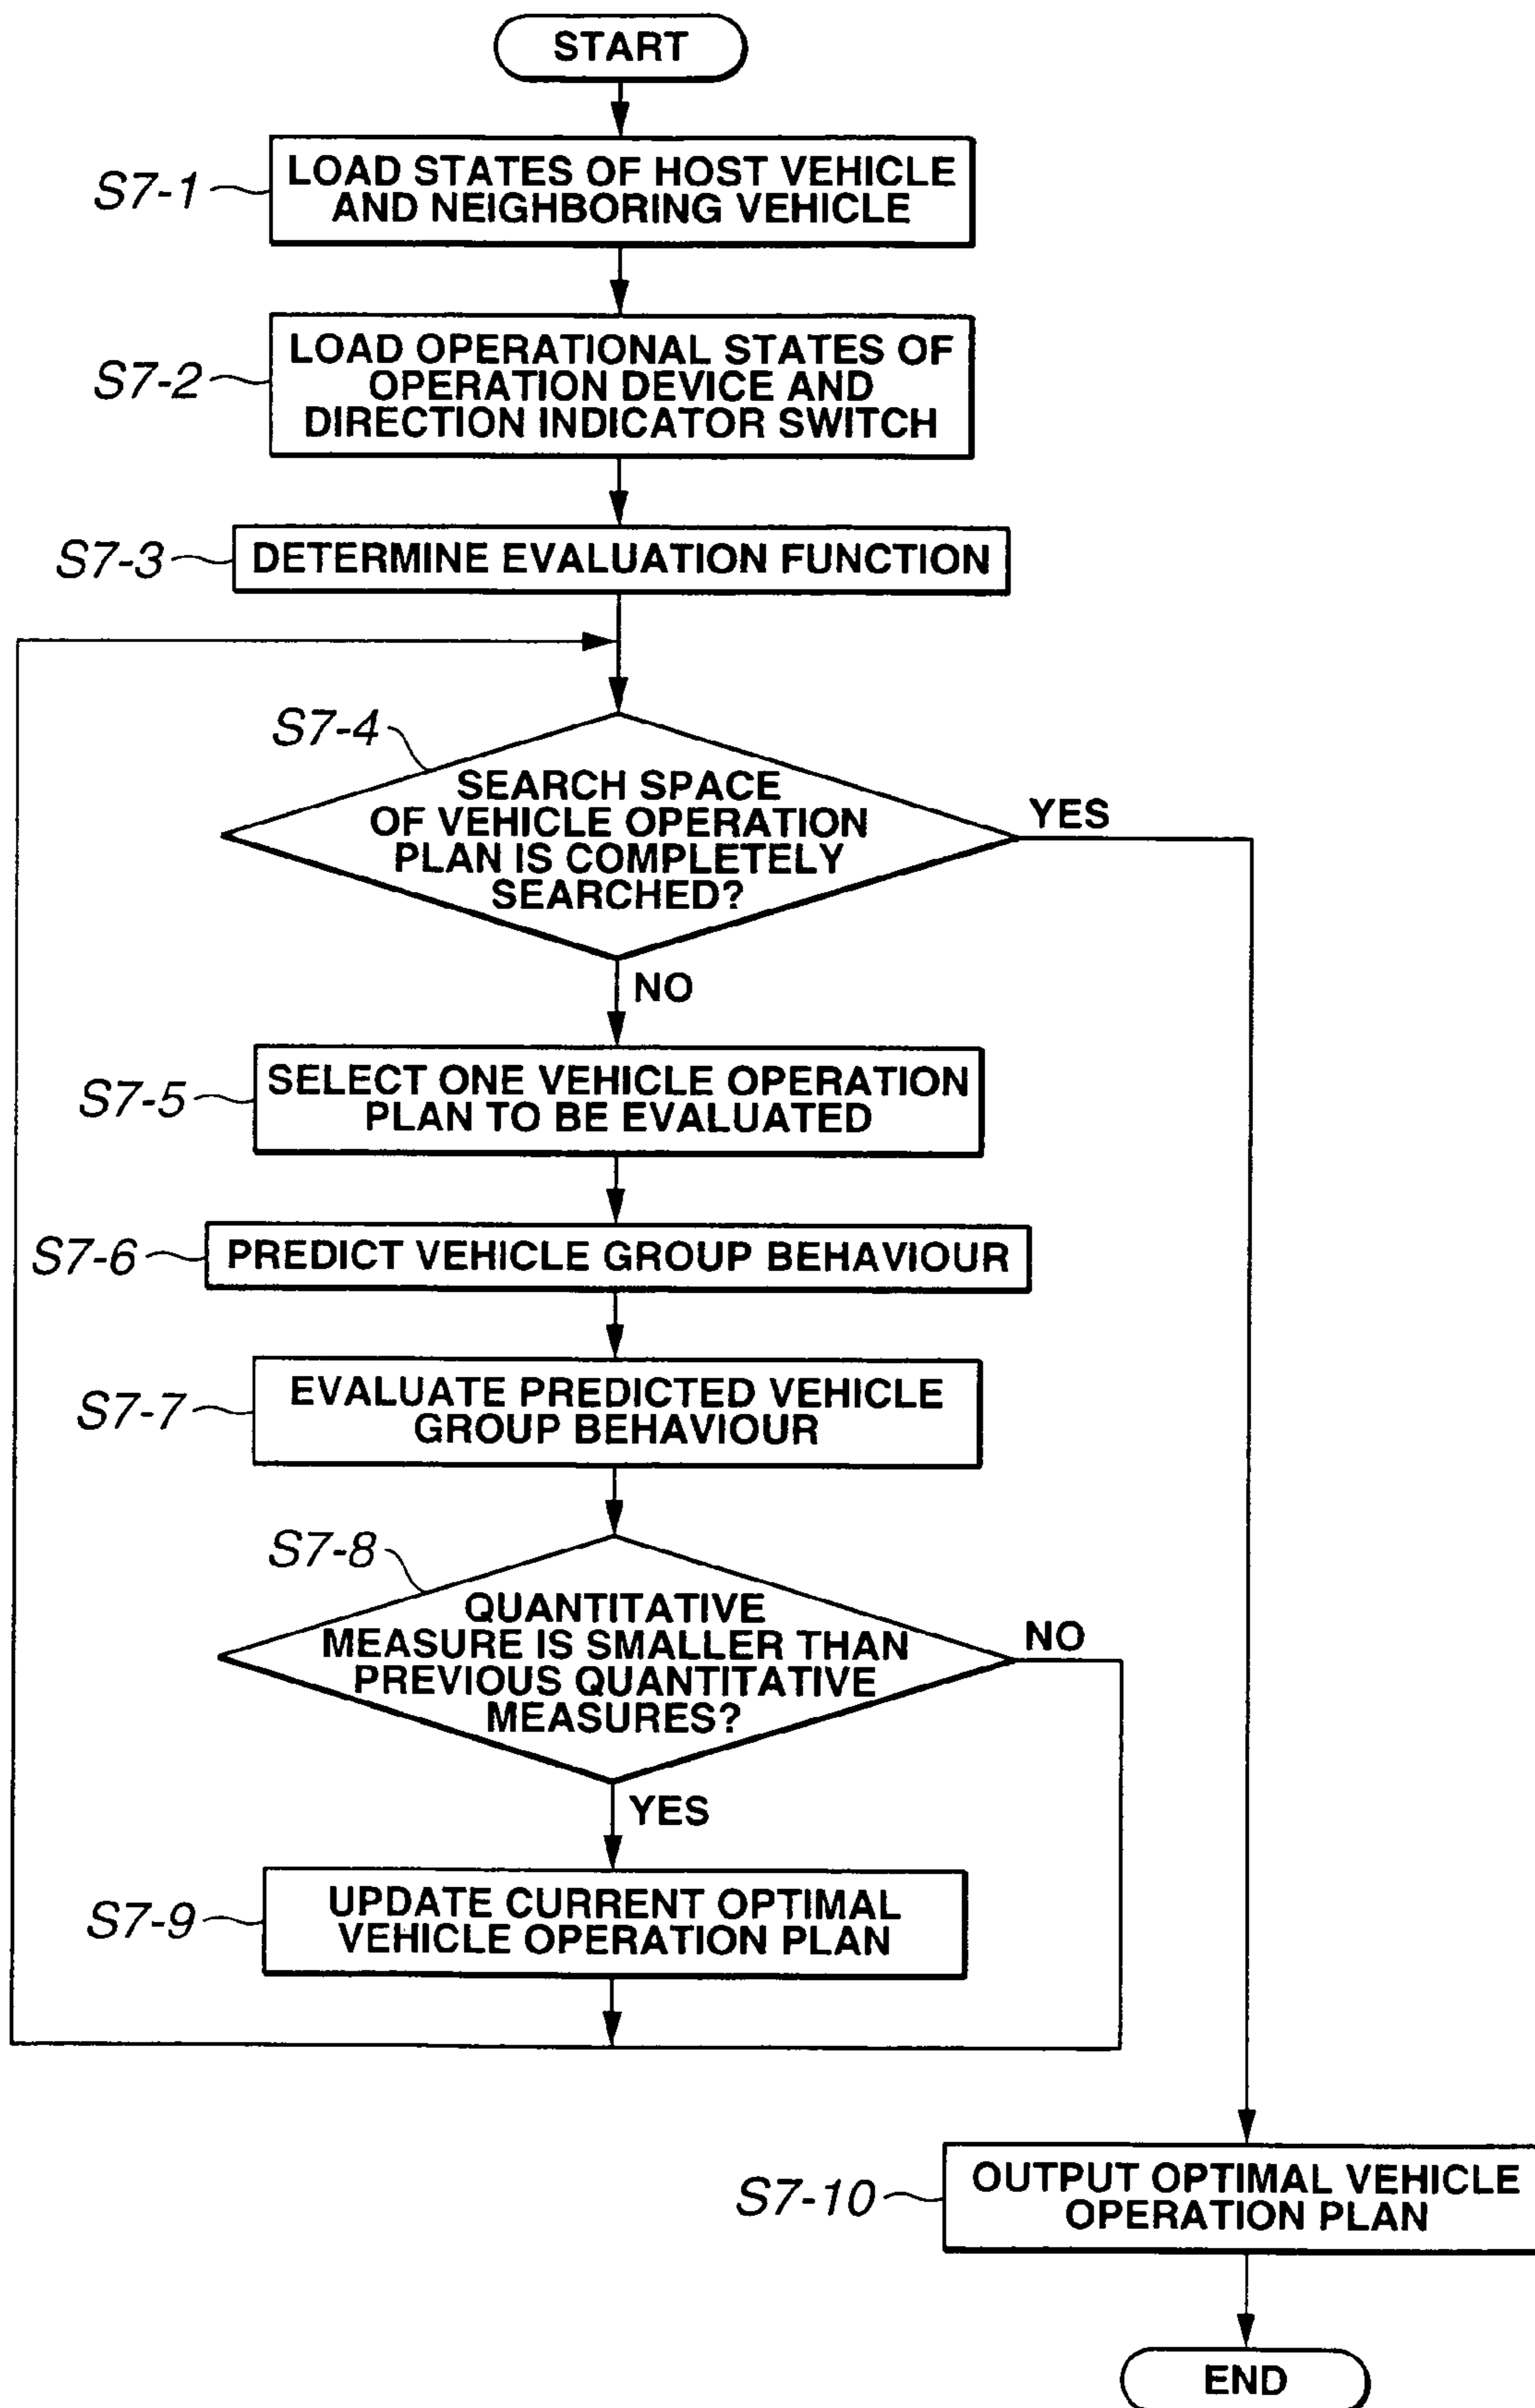 START
S7-1
LOAD STATES OF HOST VEHICLE
AND NEIGHBORING VEHICLE
S7-2
LOAD OPERATIONAL STATES OF
OPERATION DEVICE AND
DIRECTION INDICATOR SWITCH
S7-3
DETERMINE EVALUATION FUNCTION
S7-4
SEARCH SPACE
OF VEHICLE OPERATION
PLAN IS COMPLETELY
SEARCHED?
YES
NO
S7-5
SELECT ONE VEHICLE OPERATION
PLAN TO BE EVALUATED
S7-6
PREDICT VEHICLE GROUP BEHAVIOUR
S7-7
EVALUATE PREDICTED VEHICLE
GROUP BEHAVIOUR
S7-8
QUANTITATIVE
MEASURE IS SMALLER THAN
PREVIOUS QUANTITATIVE
MEASURES?
NO
YES
S7-9
UPDATE CURRENT OPTIMAL
VEHICLE OPERATION PLAN
S7-10
OUTPUT OPTIMAL VEHICLE
OPERATION PLAN
END